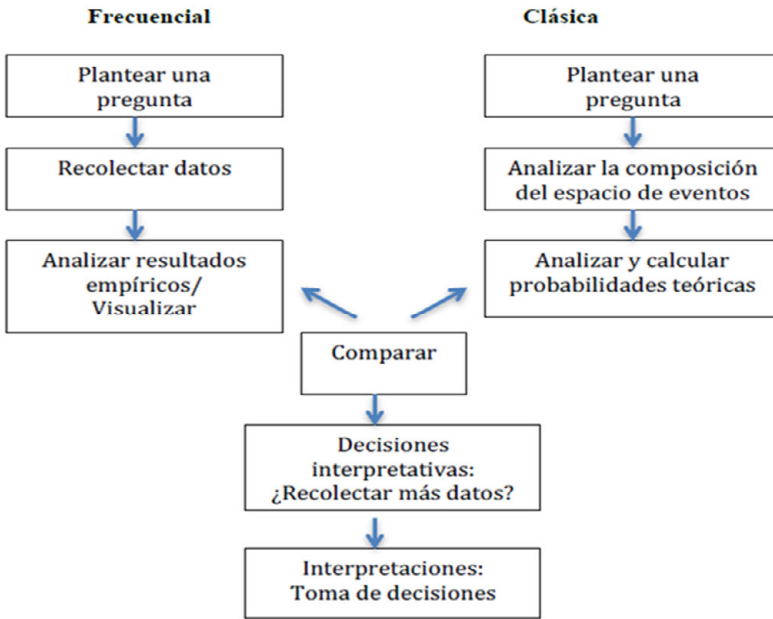 Frecuencial
Clásica
Plantear una
pregunta
Plantear una
pregunta
Recolectar datos
Analizar la composición
del espacio de eventos
Analizar resultados
empíricos/
Visualizar
Analizar y calcular
probabilidades teóricas
Comparar
Decisiones
interpretativas:
¿Recolectar más datos?
Interpretaciones:
Toma de decisiones